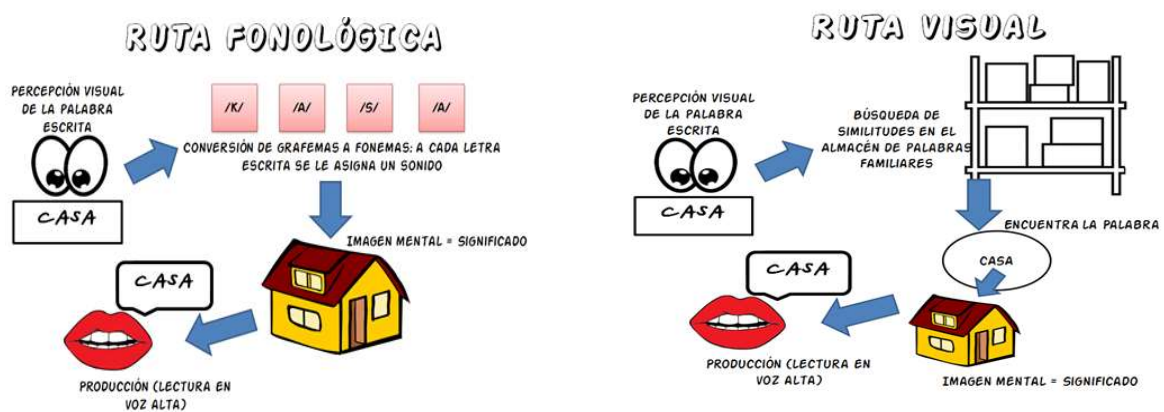 RUTA FONOLÓGICA
PERCEPCIÓN VISUAL
DE LA PALABRA
ESCRITA
CASA
/K/ /A/ /S/ /A/
CONVERSIÓN DE GRAFEMAS A FONEMAS: A CADA LETRA
ESCRITA SE LE ASIGNA UN SONIDO
IMAGEN MENTAL = SIGNIFICADO
CASA
PRODUCCIÓN (LECTURA EN
VOZ ALTA)
RUTA VISUAL
PERCEPCIÓN VISUAL
DE LA PALABRA
ESCRITA
CASA
BÚSQUEDA DE
SIMILITUDES EN EL
ALMACÉN DE PALABRAS
FAMILIARES
ENCUENTRA LA PALABRA
CASA
IMAGEN MENTAL = SIGNIFICADO
CASA
PRODUCCIÓN (LECTURA EN
VOZ ALTA)